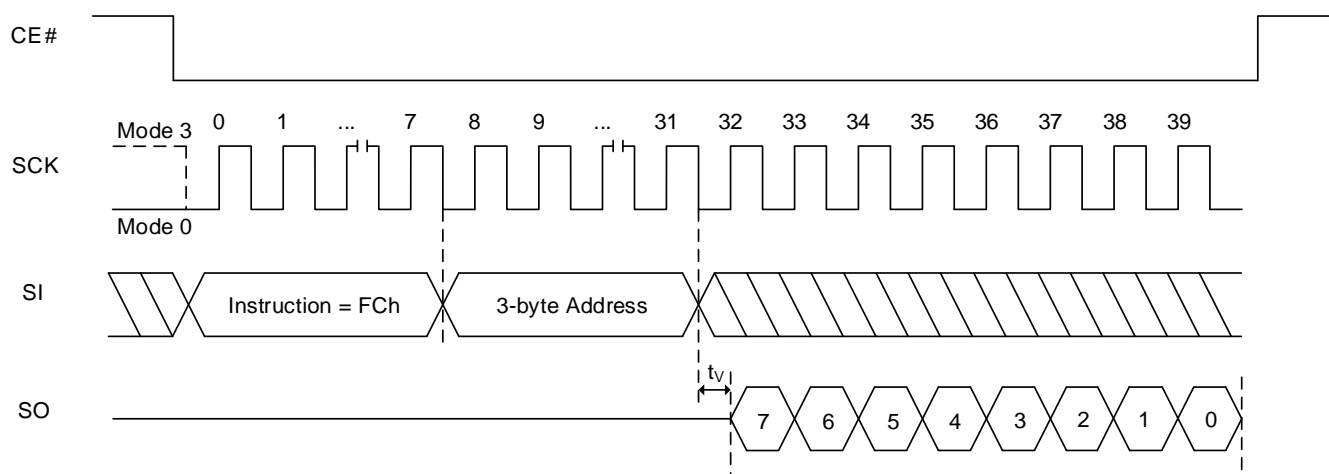 CE#
Mode 3 0 1 ... 7 8 9 ... 31 32 33 34 35 36 37 38 39
SCK
Mode 0
SI Instruction = FCh 3-byte Address
tV
SO 7 6 5 4 3 2 1 0